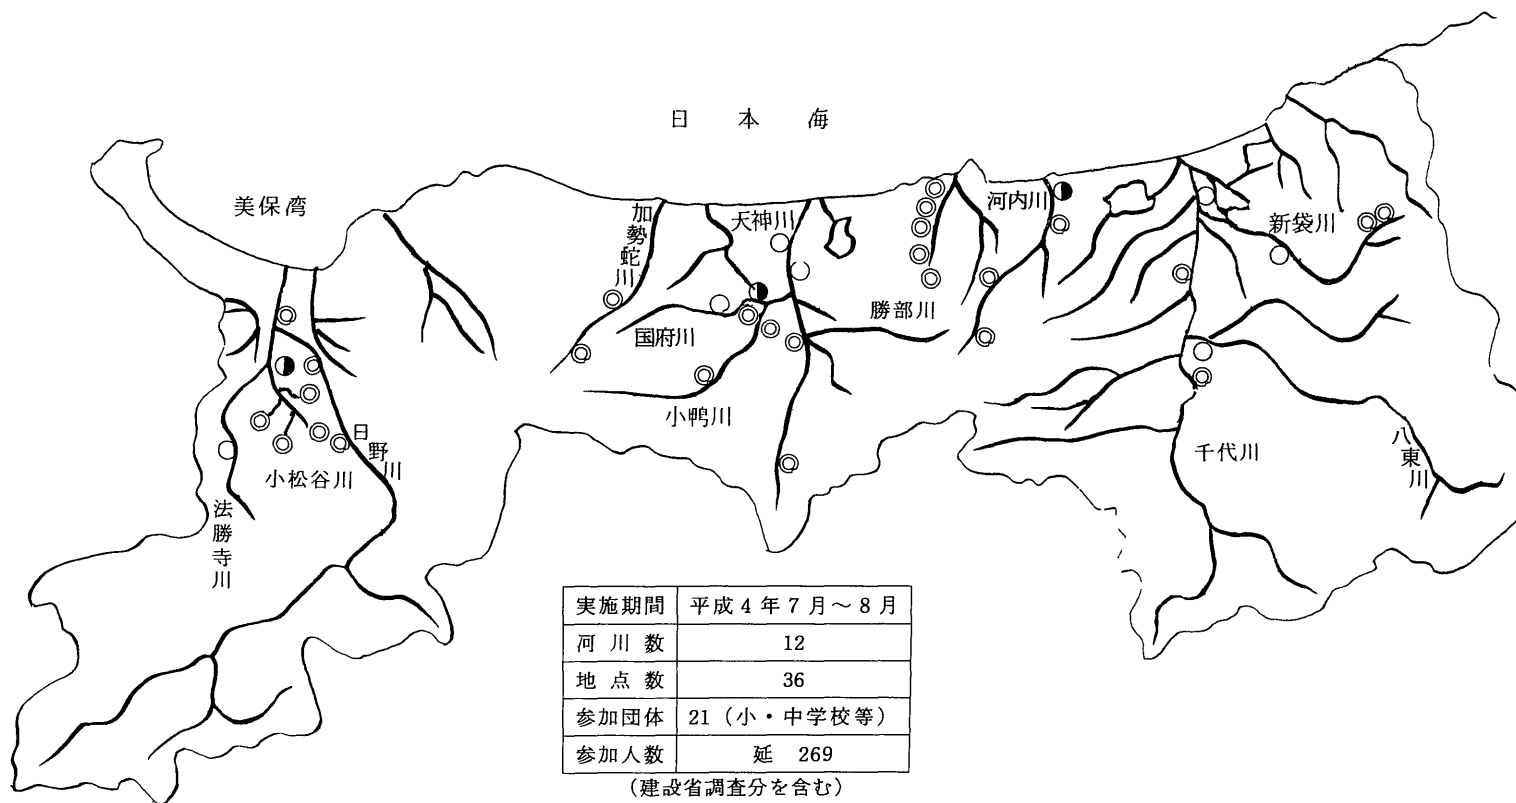 日本海
美保湾
加勢蛇川
天神川
河内川
新袋川
国府川
勝部川
小鴨川
日野川
小松谷川
法勝寺川
千代川
八東川
実施期間 平成4年7月～8月
河川数 12
地点数 36
参加団体 21（小・中学校等）
参加人数 延 269
（建設省調査分を含む）